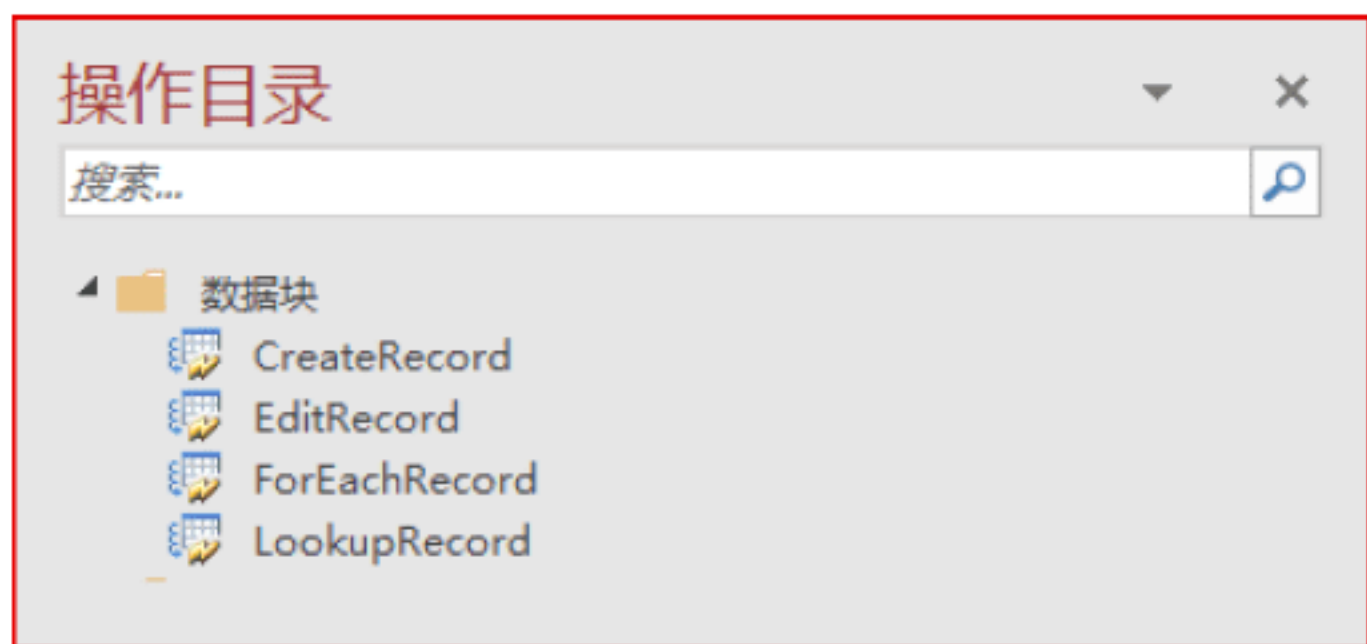 操作目录
搜索...
数据块
CreateRecord
EditRecord
ForEachRecord
LookupRecord